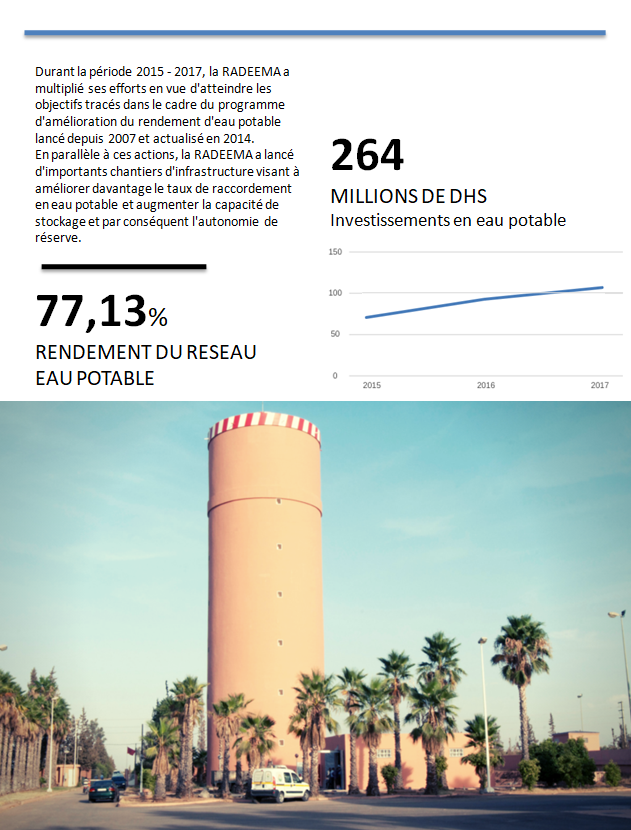 Durant la période 2015 - 2017, la RADEEMA a
multiplié ses efforts en vue d'atteindre les
objectifs tracés dans le cadre du programme
d'amélioration du rendement d'eau potable
lancé depuis 2007 et actualisé en 2014.
En parallèle à ces actions, la RADEEMA a lancé
d'importants chantiers d'infrastructure visant à
améliorer davantage le taux de raccordement
en eau potable et augmenter la capacité de
stockage et par conséquent l'autonomie de
réserve.
77,13%
RENDEMENT DU RESEAU
EAU POTABLE
264
MILLIONS DE DHS
Investissements en eau potable
150
100
50
0
2015 2016 2017